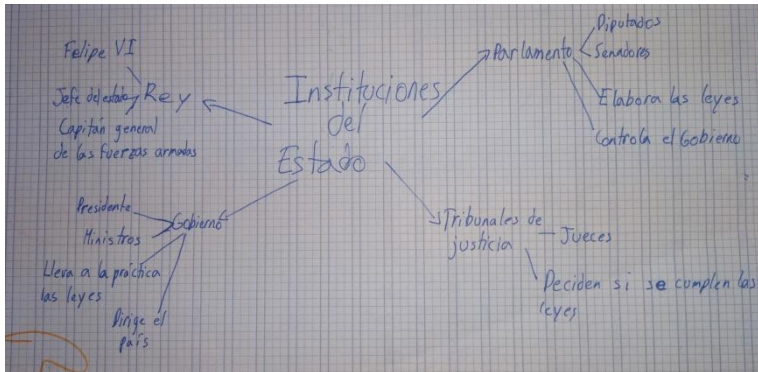 Instituciones
del
Estado
Felipe VI
Rey
Jefe del estado
Capitán general
de las fuerzas armadas
Parlamento
Diputados
Senadores
Elabora las leyes
Controla el Gobierno
Gobierno
Presidente
Ministros
Lleva a la práctica
las leyes
Dirige el
país
Tribunales de
justicia
Jueces
Deciden si se cumplen las
leyes